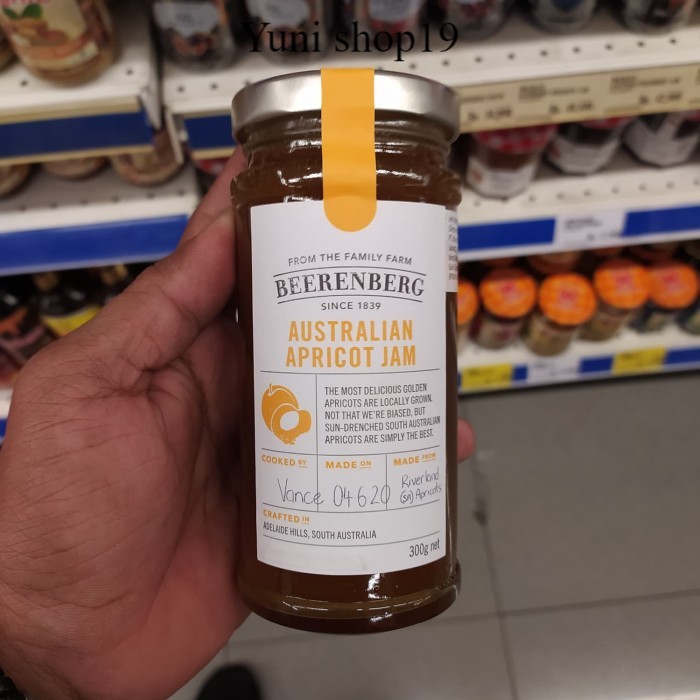 Yuni shop19
FROM THE FAMILY FARM
BEERENBERG
SINCE 1839
AUSTRALIAN
APRICOT JAM
THE MOST DELICIOUS GOLDEN
APRICOTS ARE LOCALLY GROWN.
NOT THAT WE'RE BIASED, BUT
SUN-DRENCHED SOUTH AUSTRALIAN
APRICOTS ARE SIMPLY THE BEST.
COOKED BY
Vance
MADE ON
04620
MADE FROM
Riverland
(SA) Apricots
CRAFTED IN
ADELAIDE HILLS, SOUTH AUSTRALIA
300g net